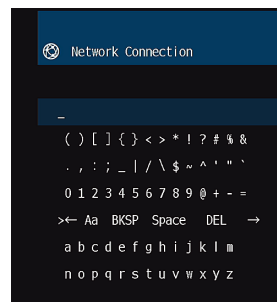 Network Connection
_
( ) [ ] { } < > * ! ? # % &
. , : ; _ | / \ $ ~ ^ ' " `
0 1 2 3 4 5 6 7 8 9 @ + - =
>← Aa BKSP Space DEL →
a b c d e f g h i j k l m
n o p q r s t u v w x y z